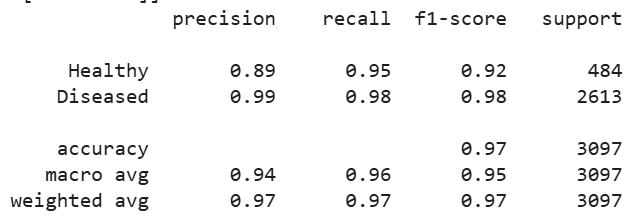 precision recall f1-score support
Healthy 0.89 0.95 0.92 484
Diseased 0.99 0.98 0.98 2613
accuracy 0.97 3097
macro avg 0.94 0.96 0.95 3097
weighted avg 0.97 0.97 0.97 3097